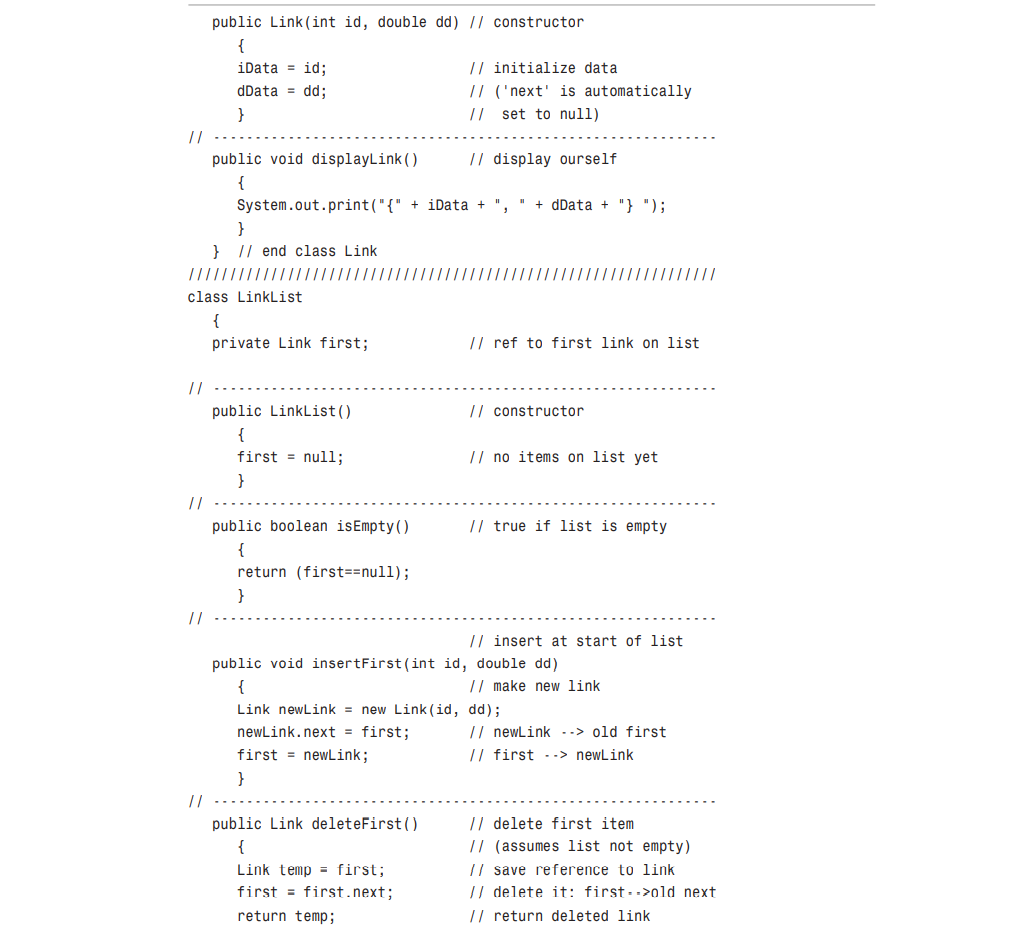 public Link(int id, double dd) // constructor
{
iData = id; // initialize data
dData = dd; // ('next' is automatically
} // set to null)
// -------------------------------------------------------------
public void displayLink() // display ourself
{
System.out.print("{" + iData + ", " + dData + "} ");
}
} // end class Link
////////////////////////////////////////////////////////////////
class LinkList
{
private Link first; // ref to first link on list
// -------------------------------------------------------------
public LinkList() // constructor
{
first = null; // no items on list yet
}
// -------------------------------------------------------------
public boolean isEmpty() // true if list is empty
{
return (first==null);
}
// -------------------------------------------------------------
// insert at start of list
public void insertFirst(int id, double dd)
{ // make new link
Link newLink = new Link(id, dd);
newLink.next = first; // newLink --> old first
first = newLink; // first --> newLink
}
// -------------------------------------------------------------
public Link deleteFirst() // delete first item
{ // (assumes list not empty)
Link temp = first; // save reference to link
first = first.next; // delete it: first-->old next
return temp; // return deleted link